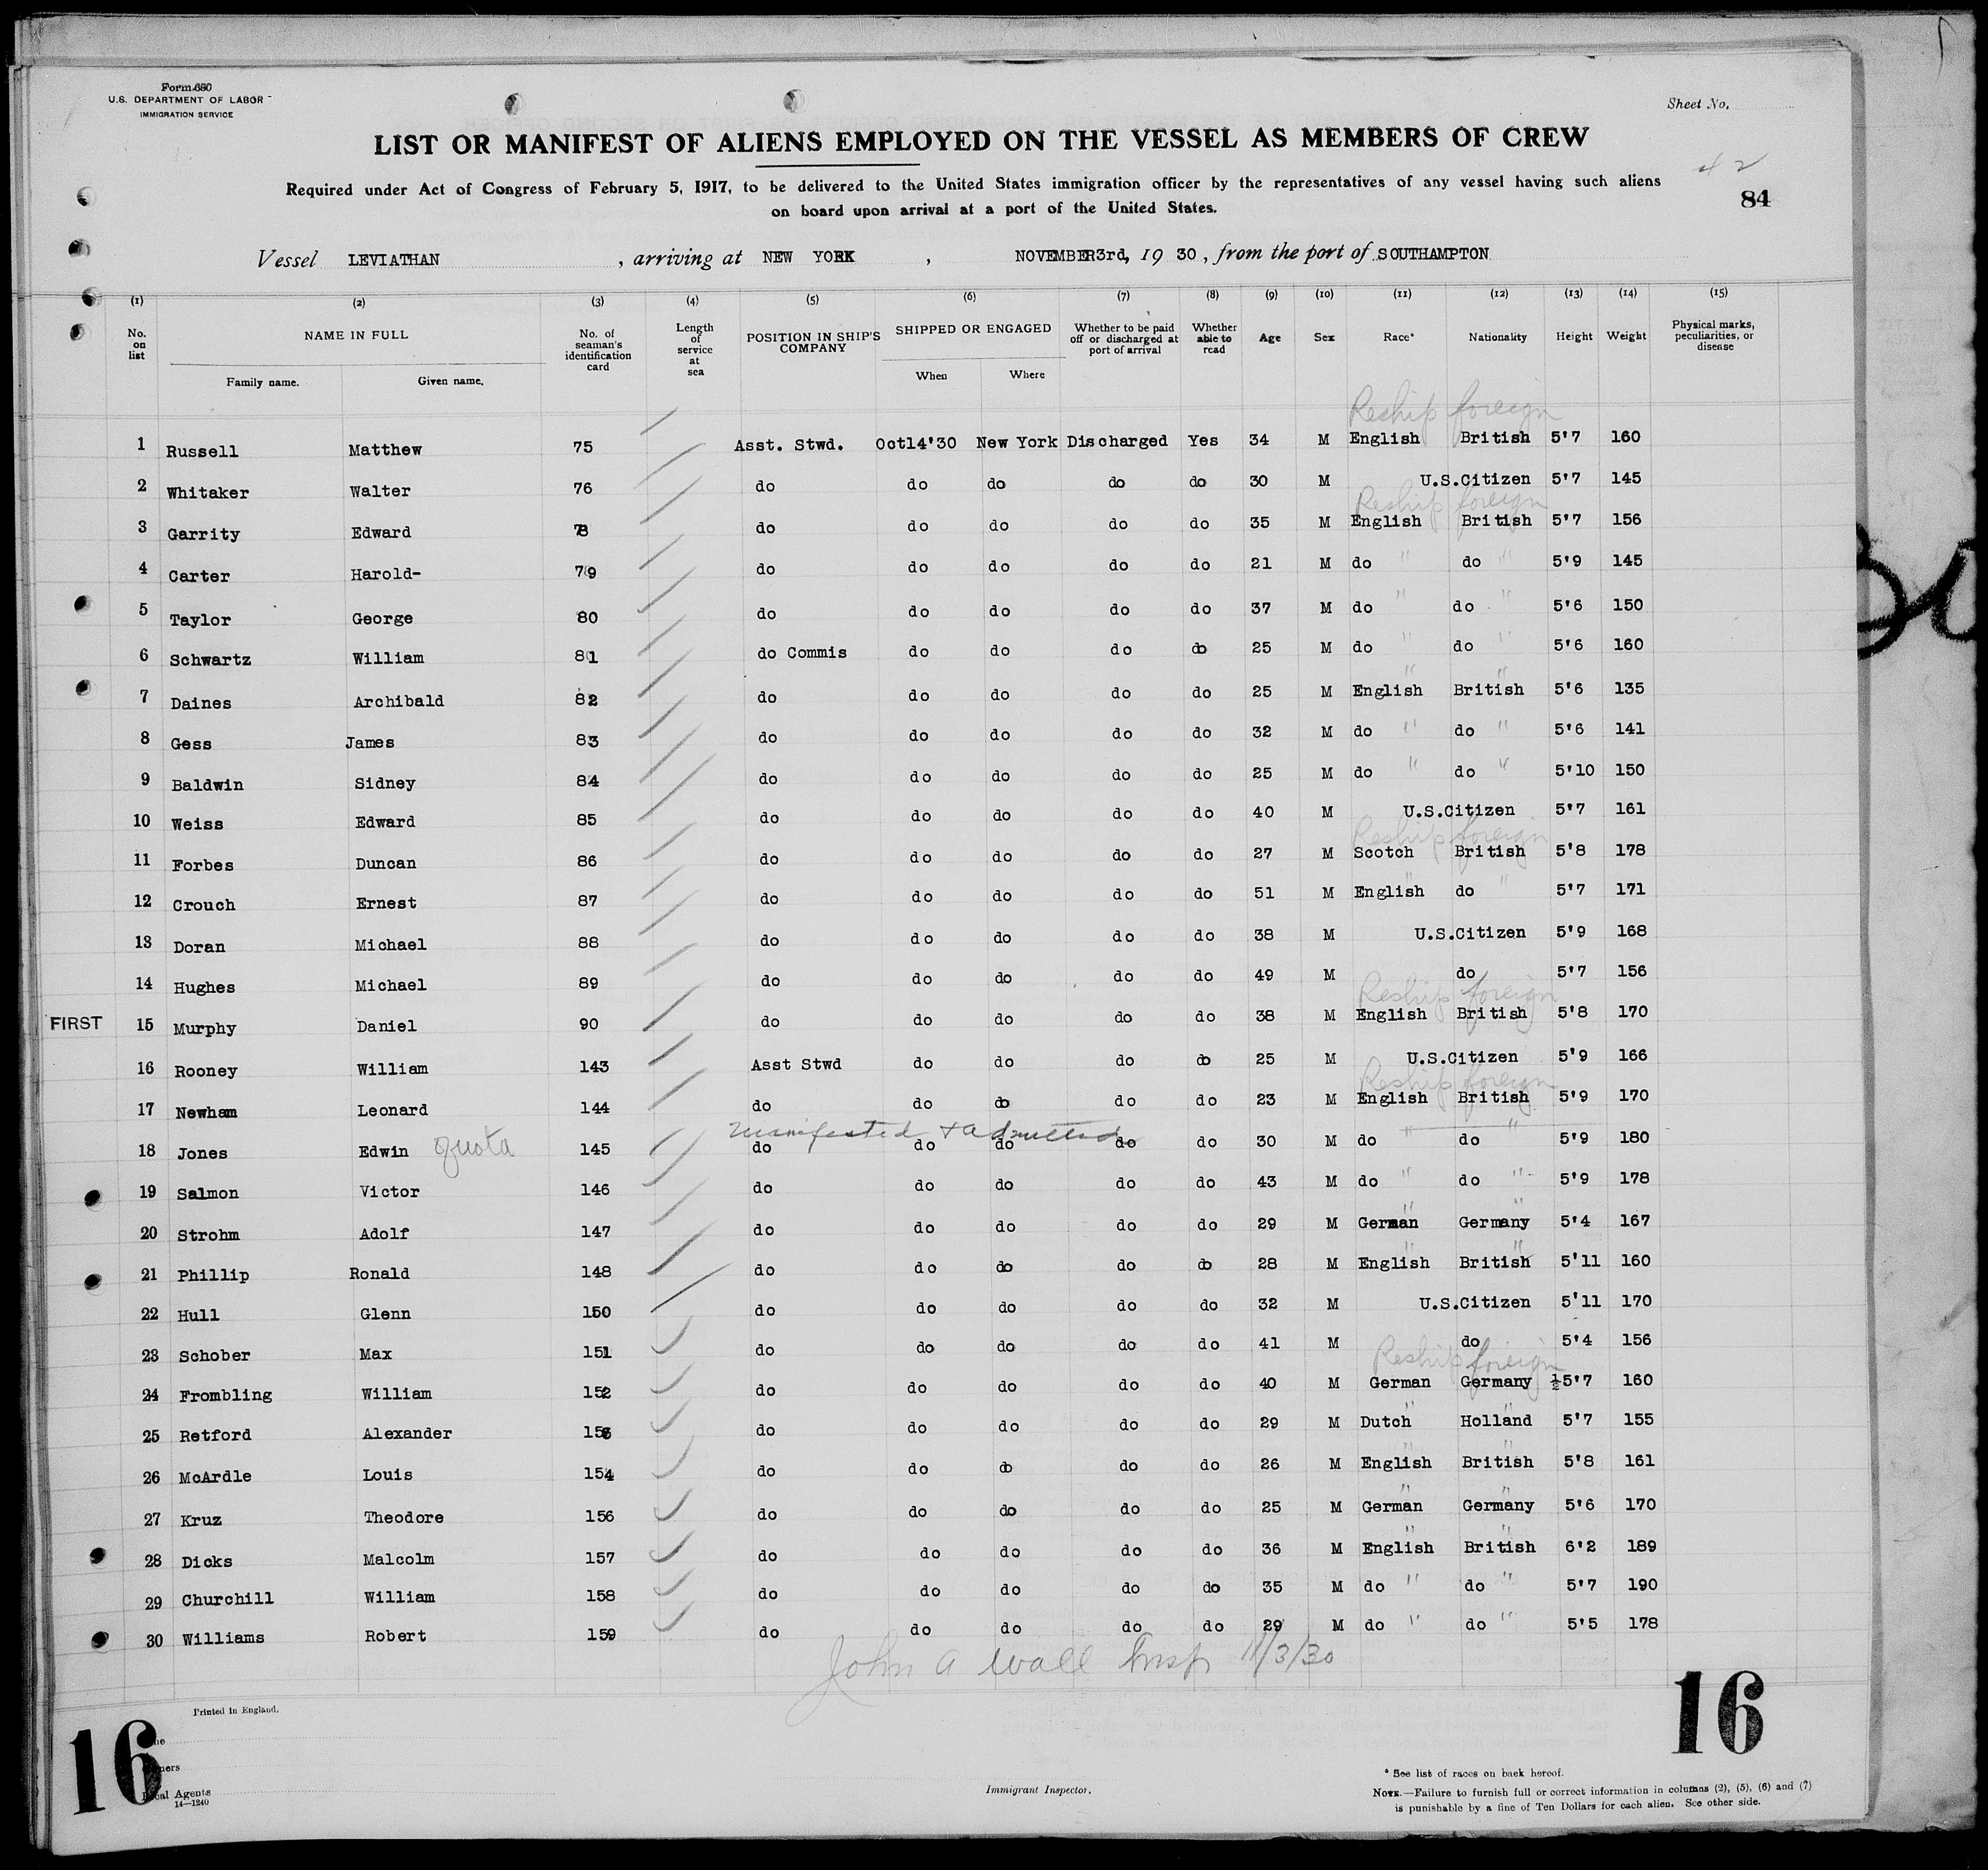 Form 680
U.S. DEPARTMENT OF LABOR
IMMIGRATION SERVICE
Sheet No.
LIST OR MANIFEST OF ALIENS EMPLOYED ON THE VESSEL AS MEMBERS OF CREW
42
Required under Act of Congress of February 5, 1917, to be delivered to the United States immigration officer by the representatives of any vessel having such aliens
84
on board upon arrival at a port of the United States.
Vessel LEVIATHAN , arriving at NEW YORK , NOVEMBER3rd, 19 30 , from the port of SOUTHAMPTON
(1) (2) (3) (4) (5) (6) (7) (8) (9) (10) (11) (12) (13) (14) (15)
No. on list NAME IN FULL Family name. Given name. No. of seaman's identification card Length of service at sea POSITION IN SHIP'S COMPANY SHIPPED OR ENGAGED When Where Whether to be paid off or discharged at port of arrival Whether able to read Age Sex Race* Nationality Height Weight Physical marks, peculiarities, or disease
Reship foreign
1 Russell Matthew 75 Asst. Stwd. Oct14'30 New York Discharged Yes 34 M English British 5'7 160
2 Whitaker Walter 76 do do do do do 30 M U.S.Citizen 5'7 145
Reship foreign
3 Garrity Edward 78 do do do do do 35 M English British 5'7 156
4 Carter Harold- 79 do do do do do 21 M do " do " 5'9 145
5 Taylor George 80 do do do do do 37 M do " do " 5'6 150
6 Schwartz William 81 do Commis do do do do 25 M do " do " 5'6 160
" "
7 Daines Archibald 82 do do do do do 25 M English British 5'6 135
8 Gess James 83 do do do do do 32 M do " do " 5'6 141
9 Baldwin Sidney 84 do do do do do 25 M do " do " 5'10 150
10 Weiss Edward 85 do do do do do 40 M U.S.Citizen 5'7 161
Reship foreign
11 Forbes Duncan 86 do do do do do 27 M Scotch British 5'8 178
12 Crouch Ernest 87 do do do do do 51 M English " do " 5'7 171
13 Doran Michael 88 do do do do do 38 M U.S.Citizen 5'9 168
14 Hughes Michael 89 do do do do do 49 M do 5'7 156
Reship foreign
FIRST 15 Murphy Daniel 90 do do do do do 38 M English British 5'8 170
16 Rooney William 143 Asst Stwd do do do do 25 M U.S.Citizen 5'9 166
Reship foreign
17 Newham Leonard 144 do do do do do 23 M English British 5'9 170
manifested + admitted
18 Jones Edwin quota 145 do do do do do 30 M do " do " 5'9 180
19 Salmon Victor 146 do do do do do 43 M do " do " 5'9 178
" "
20 Strohm Adolf 147 do do do do do 29 M German Germany 5'4 167
" "
21 Phillip Ronald 148 do do do do do 28 M English British 5'11 160
22 Hull Glenn 150 do do do do do 32 M U.S.Citizen 5'11 170
23 Schober Max 151 do do do do do 41 M do 5'4 156
Reship foreign
24 Frombling William 152 do do do do do 40 M German Germany ½5'7 160
" "
25 Retford Alexander 153 do do do do do 29 M Dutch Holland 5'7 155
" "
26 McArdle Louis 154 do do do do do 26 M English British 5'8 161
" "
27 Kruz Theodore 156 do do do do do 25 M German Germany 5'6 170
" "
28 Dicks Malcolm 157 do do do do do 36 M English British 6'2 189
29 Churchill William 158 do do do do do 35 M do " do " 5'7 190
30 Williams Robert 159 do do do do do 29 M do " do " 5'5 178
John A Wall Insp 11/3/30
Printed in England.
16
16
Agents
14—1240
Immigrant Inspector.
* See list of races on back hereof.
NOTE.—Failure to furnish full or correct information in columns (2), (5), (6) and (7)
is punishable by a fine of Ten Dollars for each alien. See other side.